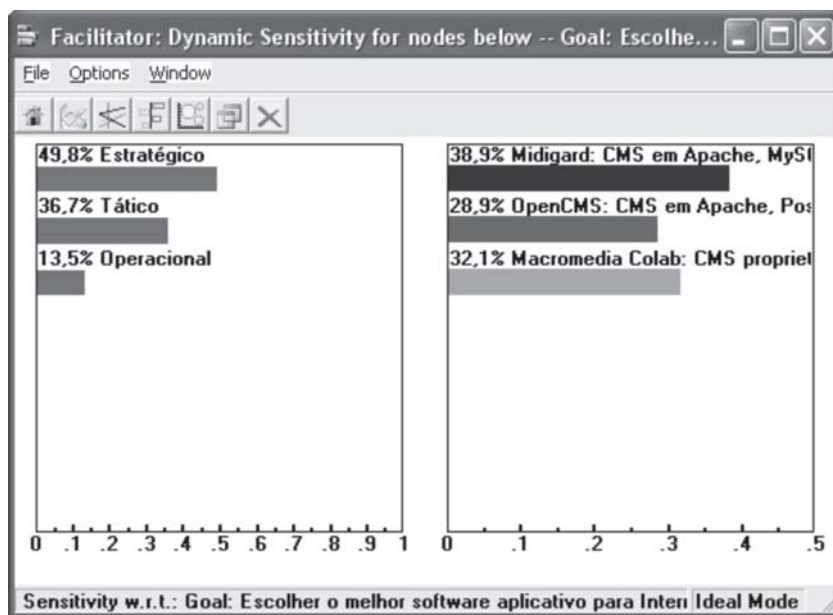 Facilitator: Dynamic Sensitivity for nodes below -- Goal: Escolhe...
File Options Window
49,8% Estratégico
36,7% Tático
13,5% Operacional
0 .1 .2 .3 .4 .5 .6 .7 .8 .9 1
38,9% Midigard: CMS em Apache, MyS
28,9% OpenCMS: CMS em Apache, Pos
32,1% Macromedia Colab: CMS propriet
0 .1 .2 .3 .4 .5
Sensitivity w.r.t.: Goal: Escolher o melhor software aplicativo para Inter
Ideal Mode